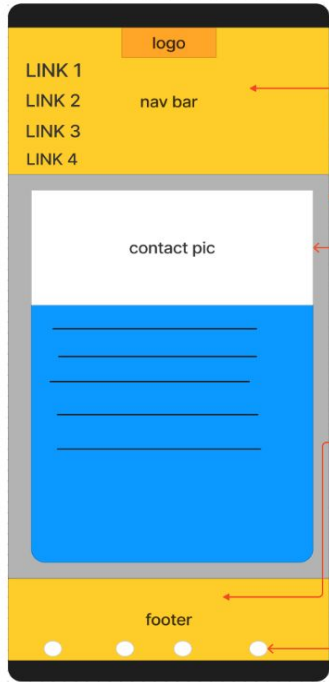 logo
LINK 1
LINK 2
nav bar
LINK 3
LINK 4
contact pic
footer